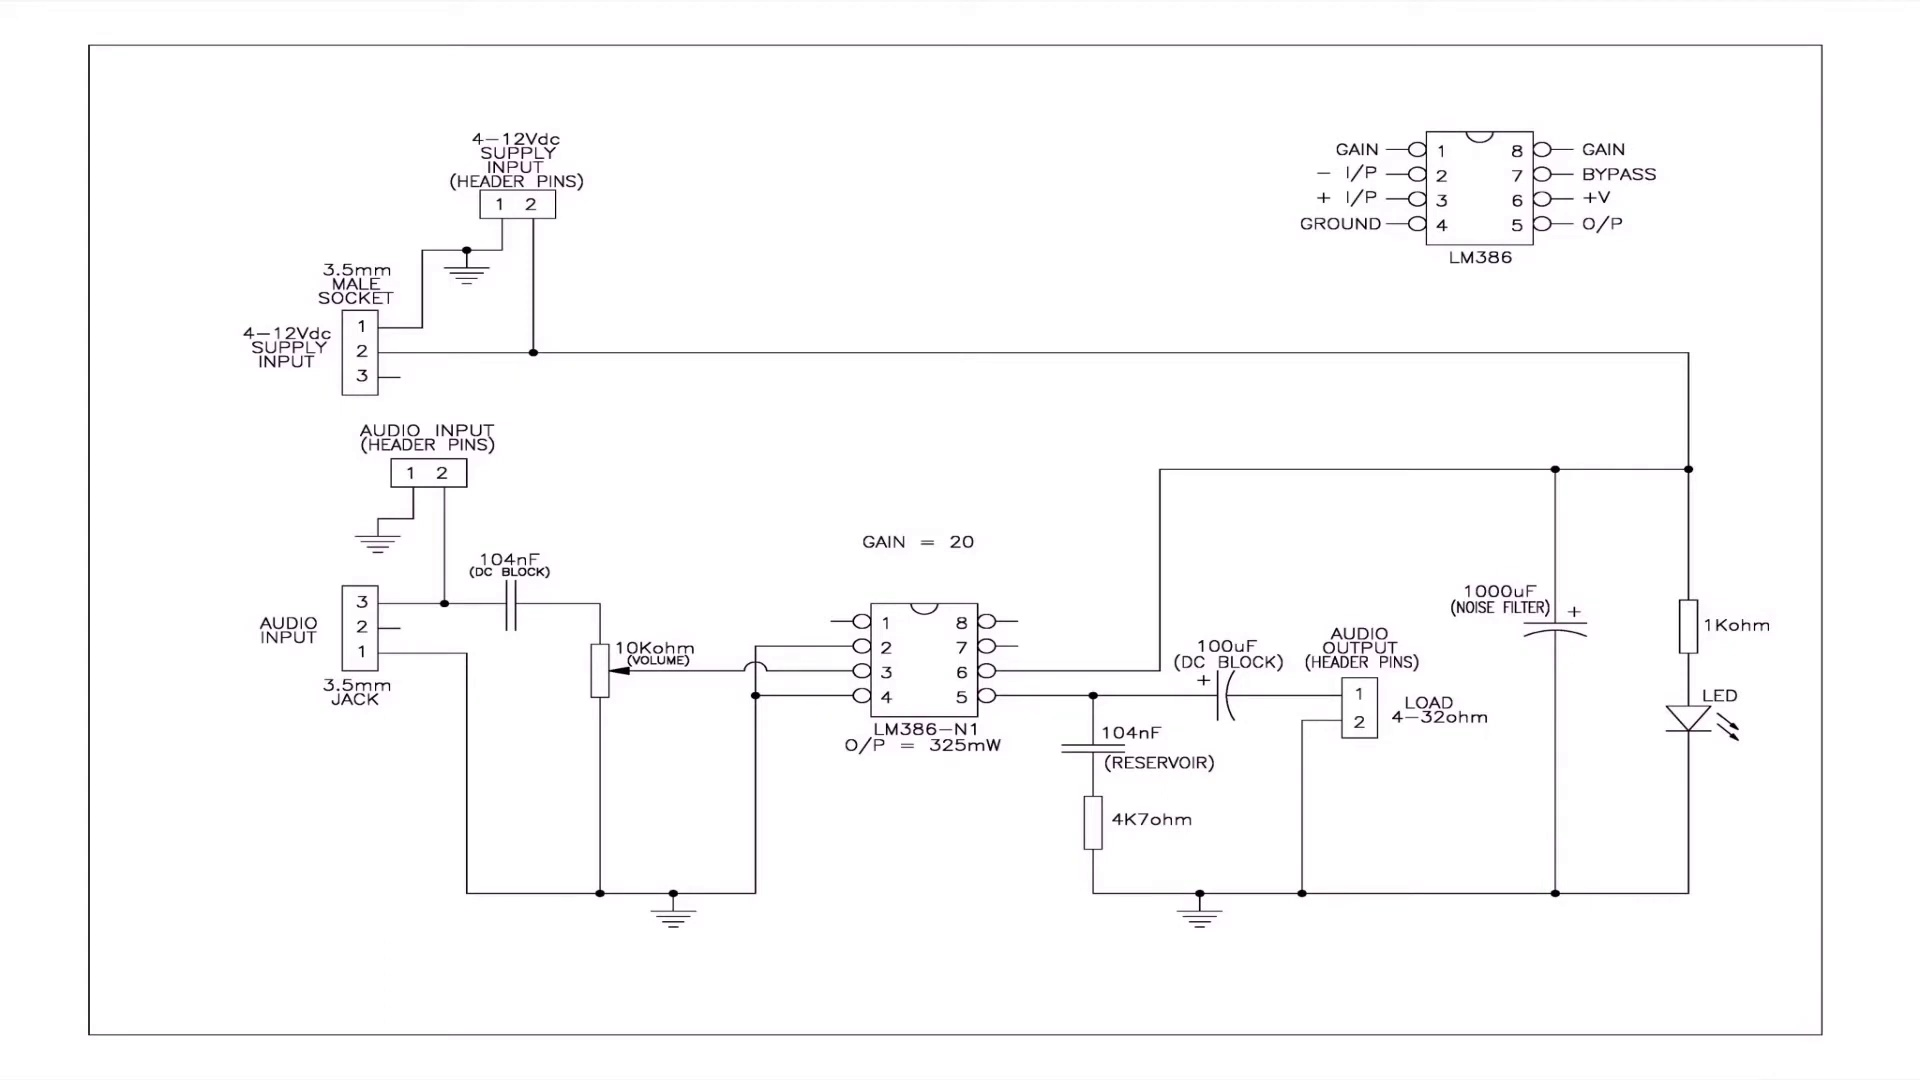 4-12Vdc
SUPPLY
INPUT
(HEADER PINS)
1 2
3.5mm
MALE
SOCKET
4-12Vdc
SUPPLY
INPUT
1
2
3
GAIN 1 8 GAIN
- I/P 2 7 BYPASS
+ I/P 3 6 +V
GROUND 4 5 O/P
LM386
AUDIO INPUT
(HEADER PINS)
1 2
104nF
(DC BLOCK)
AUDIO
INPUT
3
2
1
3.5mm
JACK
10Kohm
(VOLUME)
GAIN = 20
1 8
2 7
3 6
4 5
LM386-N1
O/P = 325mW
100uF
(DC BLOCK)
+
104nF
(RESERVOIR)
4K7ohm
AUDIO
OUTPUT
(HEADER PINS)
1
2
LOAD
4-32ohm
1000uF
(NOISE FILTER) +
1Kohm
LED